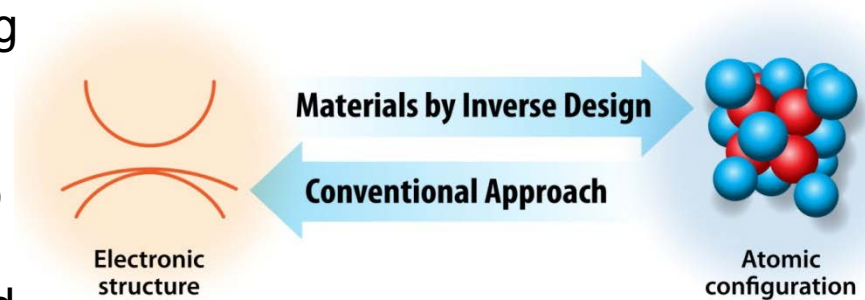 g
Materials by Inverse Design
Conventional Approach
Electronic
structure
Atomic
configuration